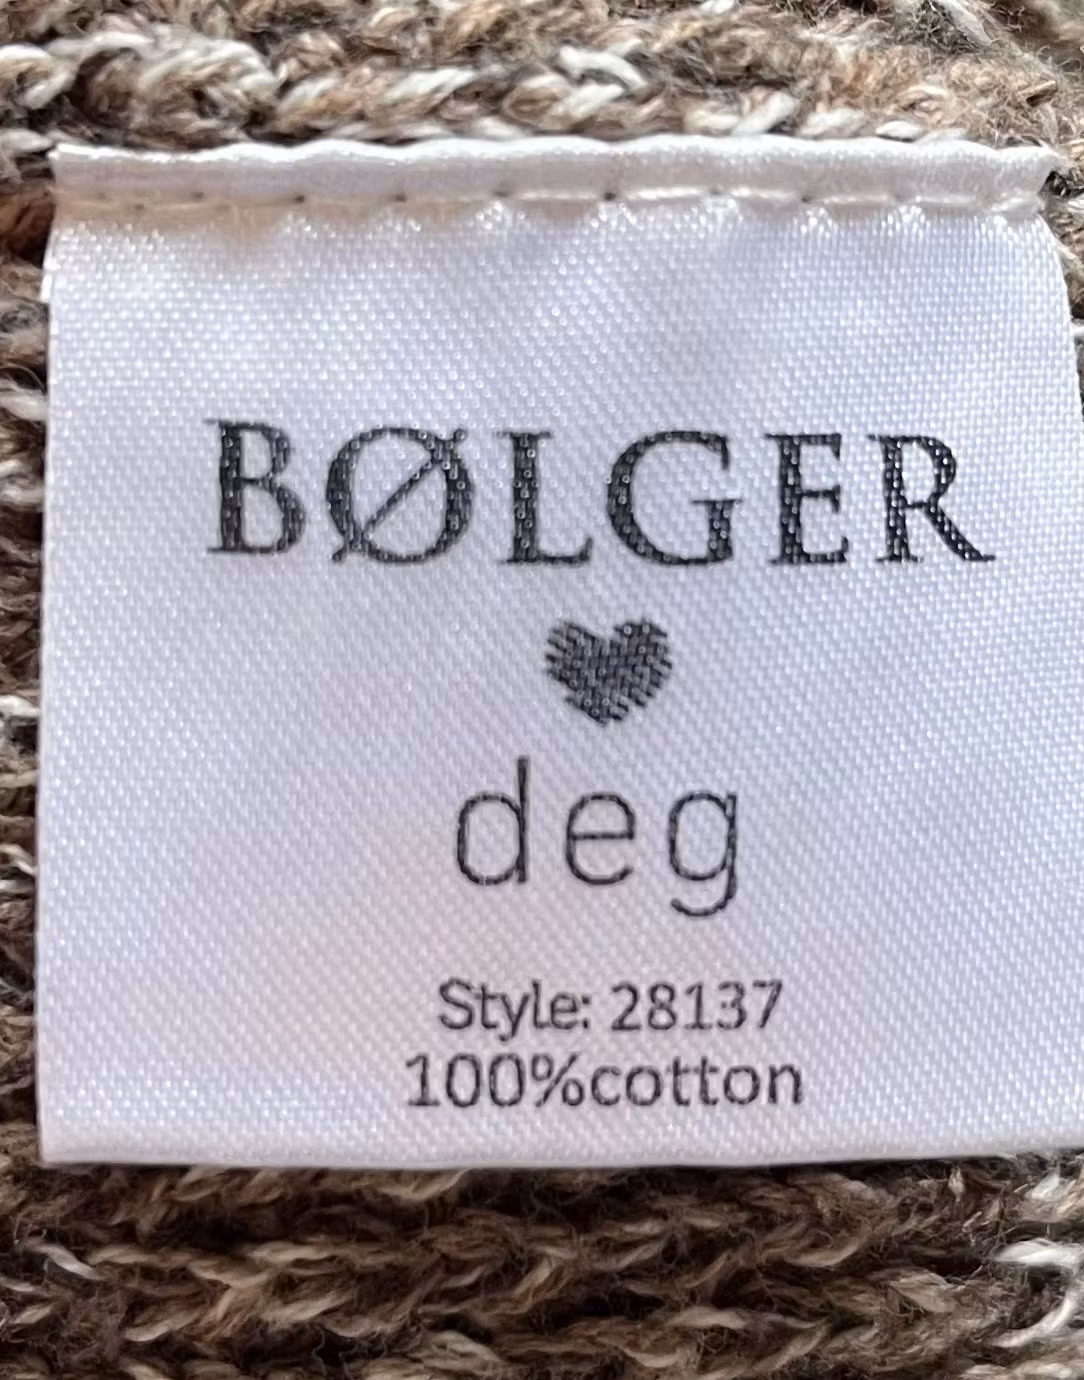 BØLGER
deg
Style: 28137
100%cotton